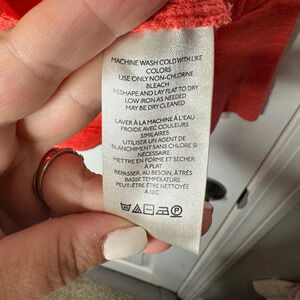 MACHINE WASH COLD WITH LIKE
COLORS
USE ONLY NON-CHLORINE
BLEACH
RESHAPE AND LAY FLAT TO DRY
LOW IRON AS NEEDED
MAY BE DRY CLEANED
LAVER À LA MACHINE À L'EAU
FROIDE AVEC COULEURS
SIMILAIRES
UTILISER UN AGENT DE
BLANCHIMENT SANS CHLORE SI
NÉCESSAIRE
METTRE EN FORME ET SÉCHER
À PLAT
REPASSER, AU BESOIN, À TRÈS
BASSE TEMPÉRATURE
PEUT-ÊTRE ÊTRE NETTOYÉE
À SEC